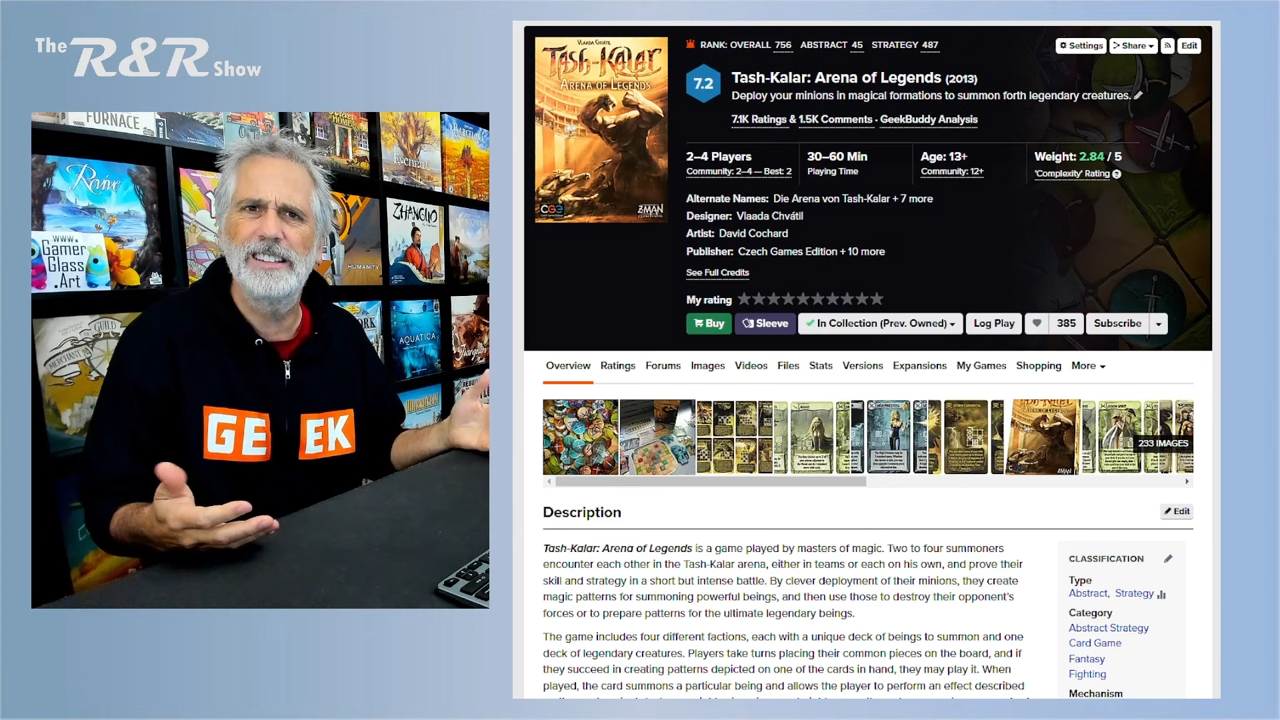 The R&R Show
FURNACE
Revive
www.
Gamer
Glass
.Art
ZHANGUO
HUMANITY
GUILD
MERCHANT
AQUATICA
GE EK
VLAADA CHVÁTIL
TASH-KALAR
ARENA OF LEGENDS
CGE
Z-MAN
RANK: OVERALL 756 ABSTRACT 45 STRATEGY 487
Settings
Share
Edit
7.2
Tash-Kalar: Arena of Legends (2013)
Deploy your minions in magical formations to summon forth legendary creatures.
7.1K Ratings & 1.5K Comments · GeekBuddy Analysis
2–4 Players
Community: 2–4 — Best: 2
30–60 Min
Playing Time
Age: 13+
Community: 12+
Weight: 2.84 / 5
'Complexity' Rating
Alternate Names: Die Arena von Tash-Kalar + 7 more
Designer: Vlaada Chvátil
Artist: David Cochard
Publisher: Czech Games Edition + 10 more
See Full Credits
My rating
Buy
Sleeve
In Collection (Prev. Owned)
Log Play
385
Subscribe
Overview Ratings Forums Images Videos Files Stats Versions Expansions My Games Shopping More
233 IMAGES
Description
Edit
Tash-Kalar: Arena of Legends is a game played by masters of magic. Two to four summoners
encounter each other in the Tash-Kalar arena, either in teams or each on his own, and prove their
skill and strategy in a short but intense battle. By clever deployment of their minions, they create
magic patterns for summoning powerful beings, and then use those to destroy their opponent's
forces or to prepare patterns for the ultimate legendary beings.
The game includes four different factions, each with a unique deck of beings to summon and one
deck of legendary creatures. Players take turns placing their common pieces on the board, and if
they succeed in creating patterns depicted on one of the cards in hand, they may play it. When
played, the card summons a particular being and allows the player to perform an effect described
CLASSIFICATION
Type
Abstract, Strategy
Category
Abstract Strategy
Card Game
Fantasy
Fighting
Mechanism